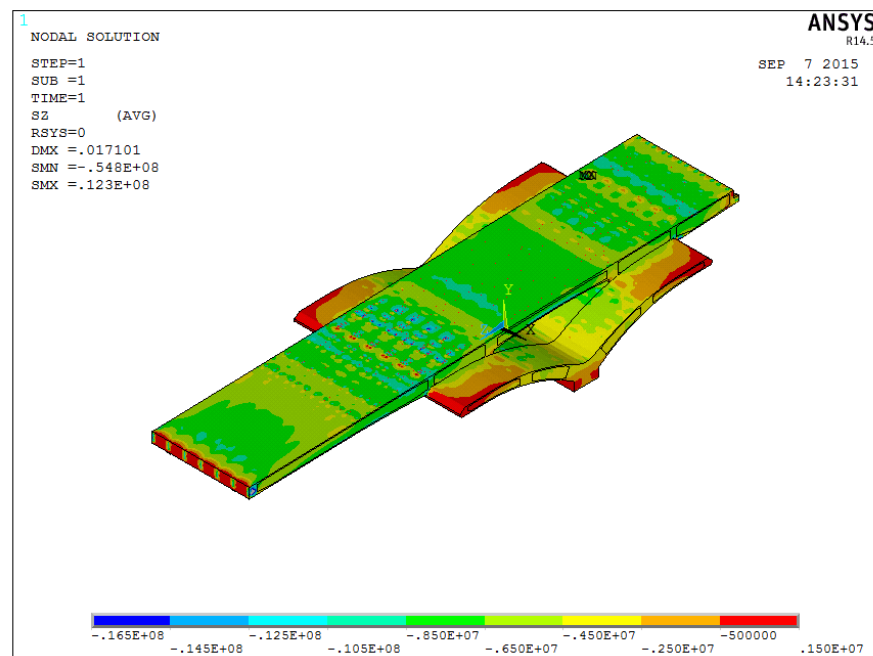 1
NODAL SOLUTION
STEP=1
SUB =1
TIME=1
SZ (AVG)
RSYS=0
DMX =.017101
SMN =-.548E+08
SMX =.123E+08
ANSYS
R14.5
SEP 7 2015
14:23:31
Y
X
-.165E+08 -.125E+08 -.850E+07 -.450E+07 -500000
-.145E+08 -.105E+08 -.650E+07 -.250E+07 .150E+07